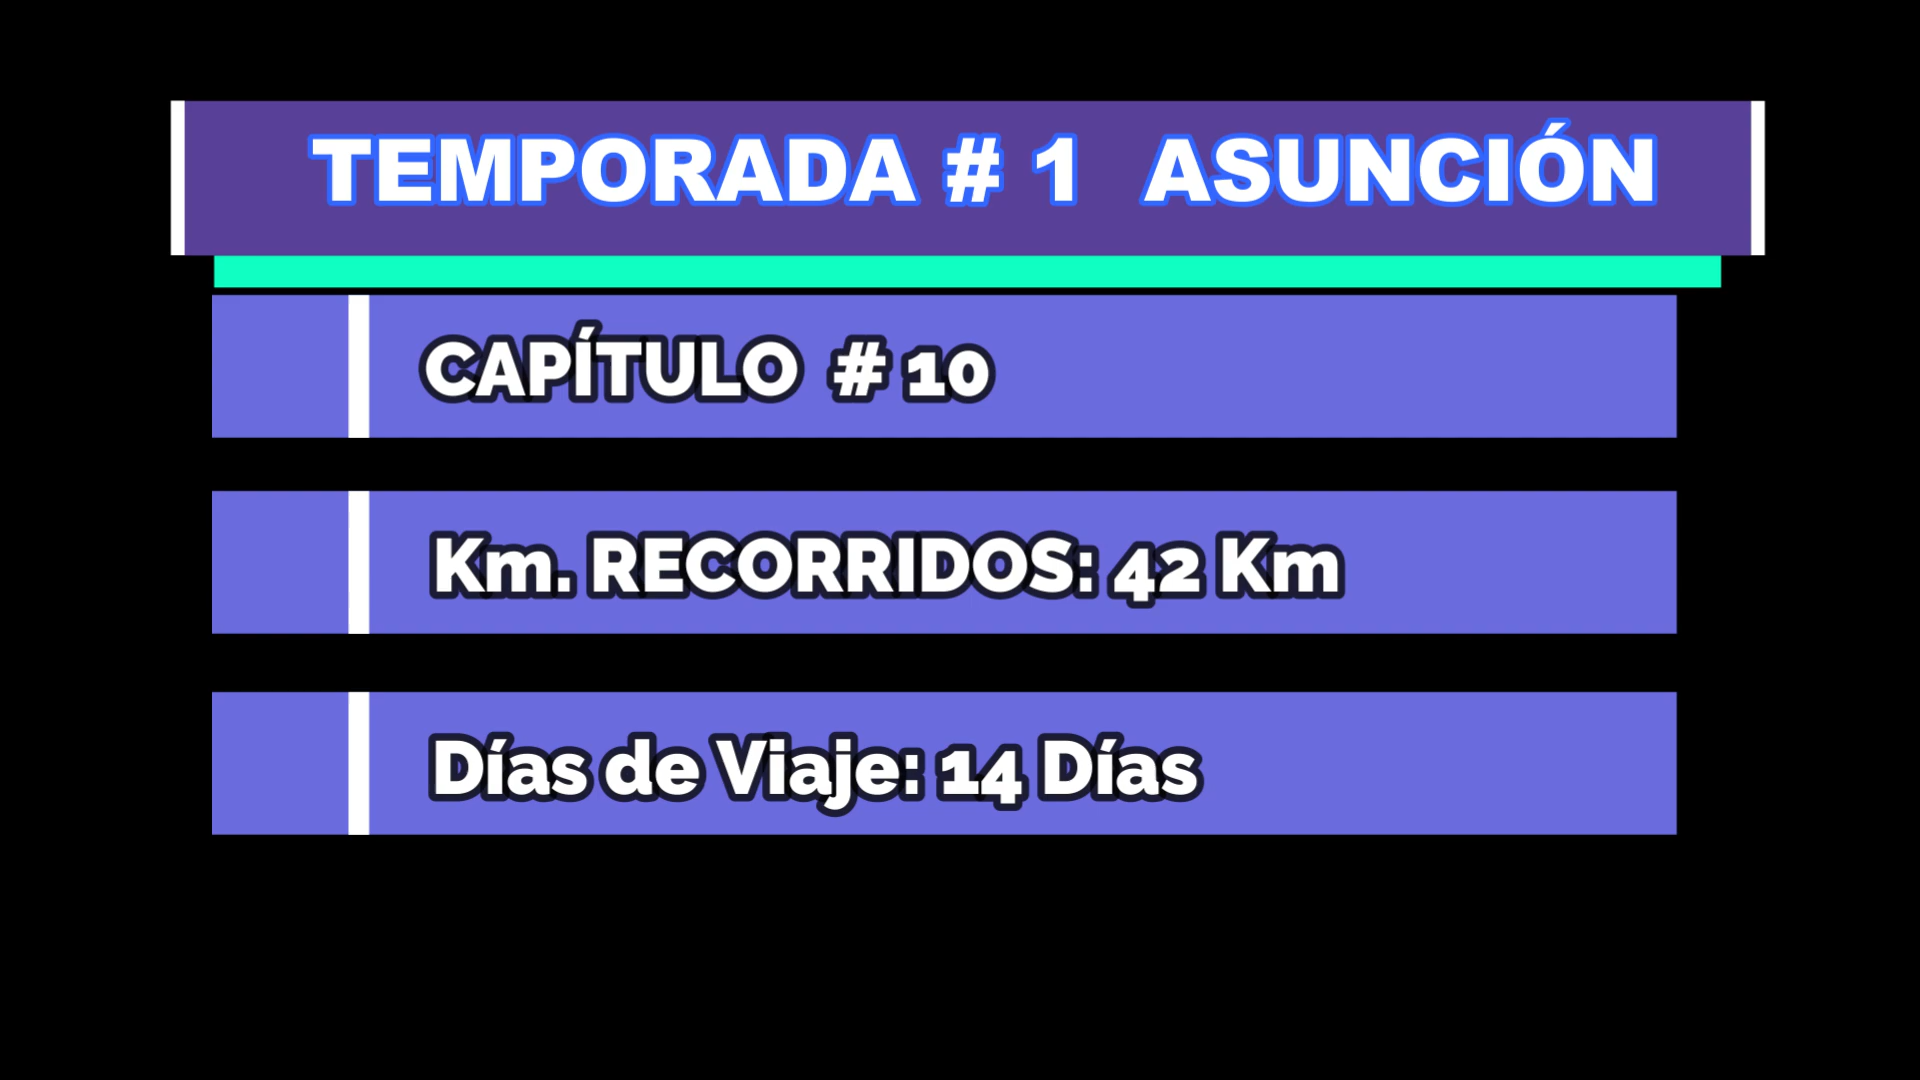 TEMPORADA # 1 ASUNCIÓN
CAPÍTULO # 10
Km. RECORRIDOS: 42 Km
Días de Viaje: 14 Días